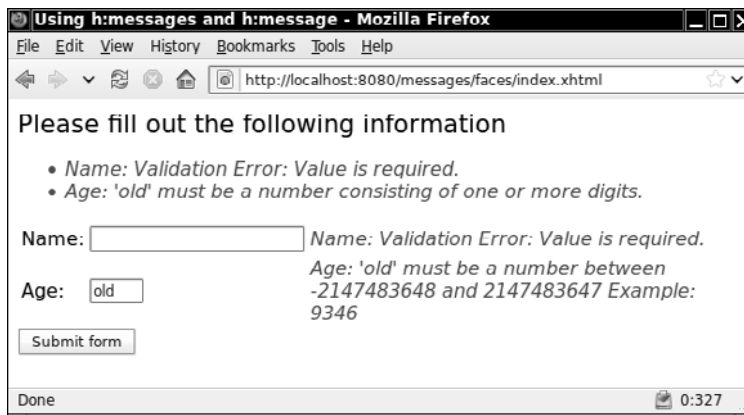 Using h:messages and h:message - Mozilla Firefox
File Edit View History Bookmarks Tools Help
http://localhost:8080/messages/faces/index.xhtml
Please fill out the following information
• Name: Validation Error: Value is required.
• Age: 'old' must be a number consisting of one or more digits.
Name: Name: Validation Error: Value is required.
Age: 'old' must be a number between
Age: old -2147483648 and 2147483647 Example:
9346
Submit form
Done 0:327